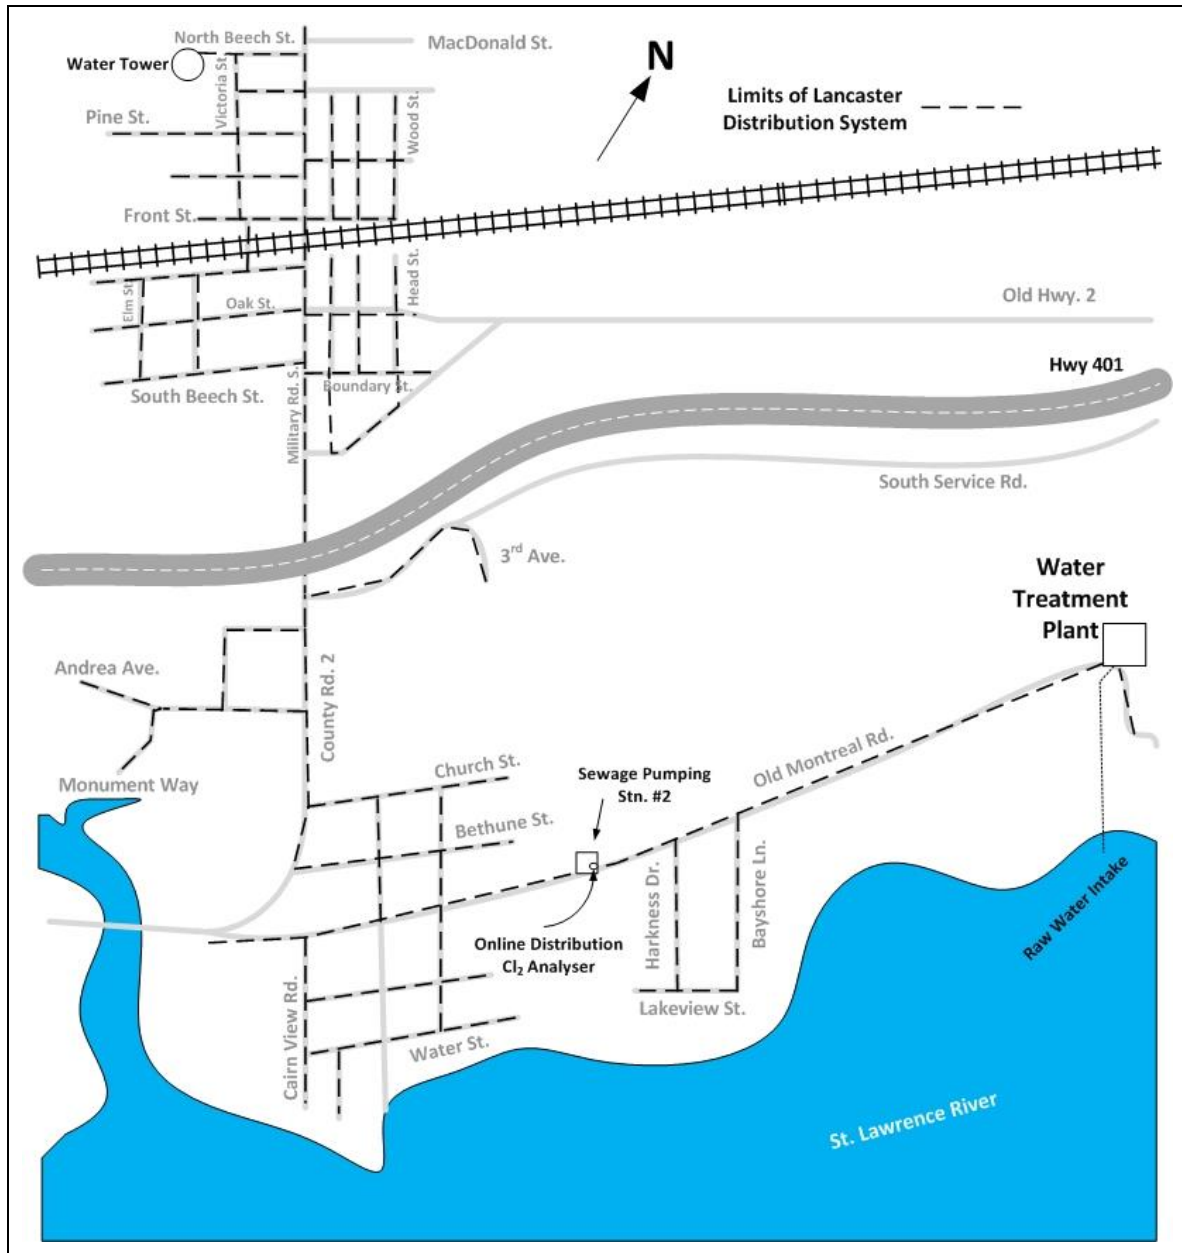 North Beech St.
MacDonald St.
Water Tower
Victoria St.
N
Limits of Lancaster
Distribution System
Pine St.
Wood St.
Front St.
Elm St.
Oak St.
Head St.
Old Hwy. 2
Hwy 401
South Beech St.
Boundary St.
Military Rd. S.
South Service Rd.
3rd Ave.
Water
Treatment
Plant
Andrea Ave.
County Rd. 2
Monument Way
Church St.
Sewage Pumping
Stn. #2
Old Montreal Rd.
Bethune St.
Harkness Dr.
Bayshore Ln.
Raw Water Intake
Online Distribution
Cl₂ Analyser
Lakeview St.
Cairn View Rd.
Water St.
St. Lawrence River